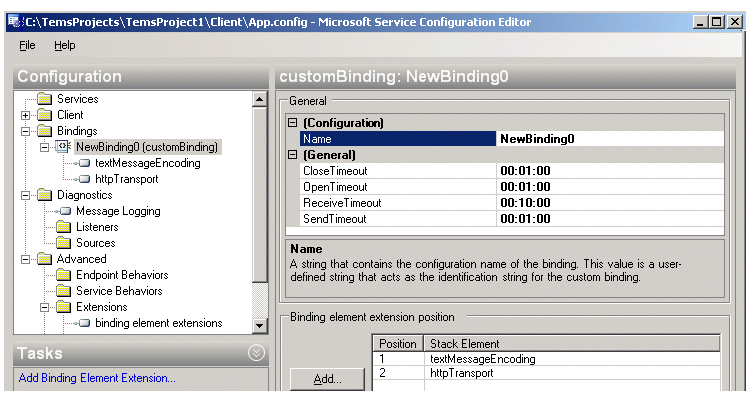 C:\TemsProjects\TemsProject1\Client\App.config - Microsoft Service Configuration Editor
File Help
Configuration
Services
Client
Bindings
NewBinding0 (customBinding)
textMessageEncoding
httpTransport
Diagnostics
Message Logging
Listeners
Sources
Advanced
Endpoint Behaviors
Service Behaviors
Extensions
binding element extensions
Tasks
Add Binding Element Extension...
customBinding: NewBinding0
General
(Configuration)
Name NewBinding0
(General)
CloseTimeout 00:01:00
OpenTimeout 00:01:00
ReceiveTimeout 00:10:00
SendTimeout 00:01:00
Name
A string that contains the configuration name of the binding. This value is a user-
defined string that acts as the identification string for the custom binding.
Binding element extension position
Position Stack Element
1 textMessageEncoding
2 httpTransport
Add...